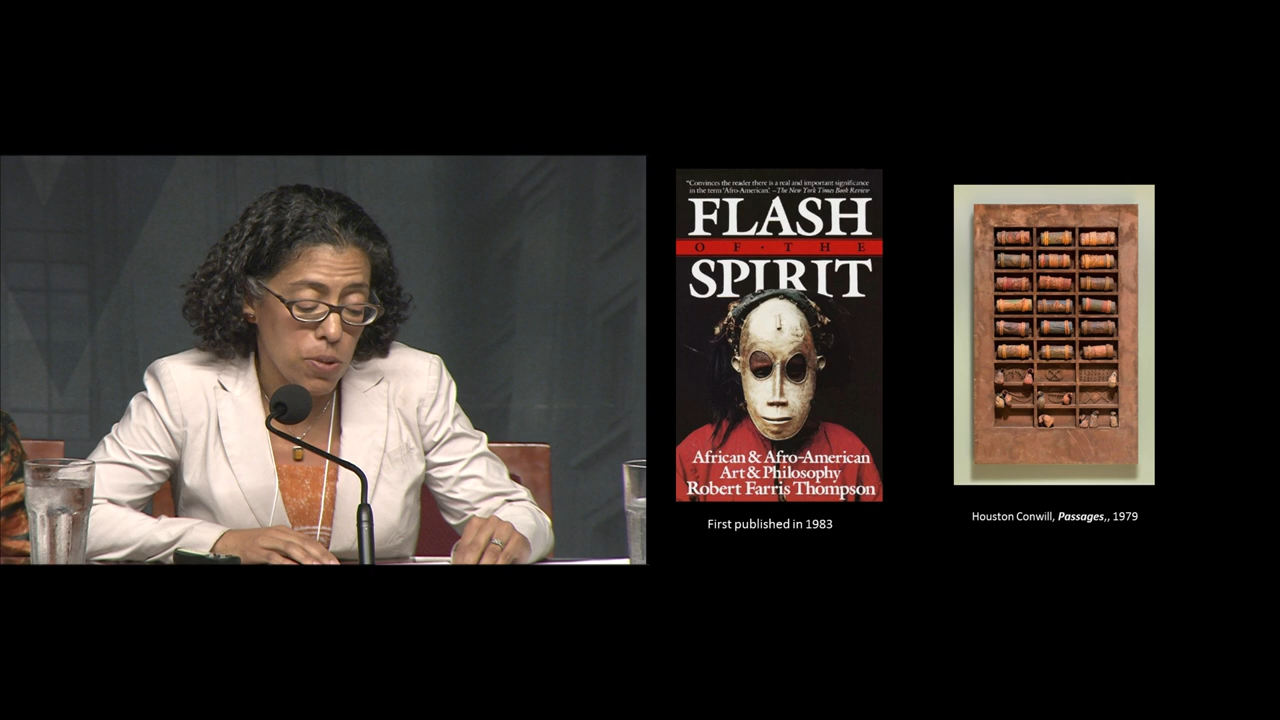 "Convinces the reader there is a real and important significance
in the term 'Afro-American.' –The New York Times Book Review
FLASH
OF·THE
SPIRIT
African & Afro-American
Art & Philosophy
Robert Farris Thompson
First published in 1983
Houston Conwill, Passages,, 1979